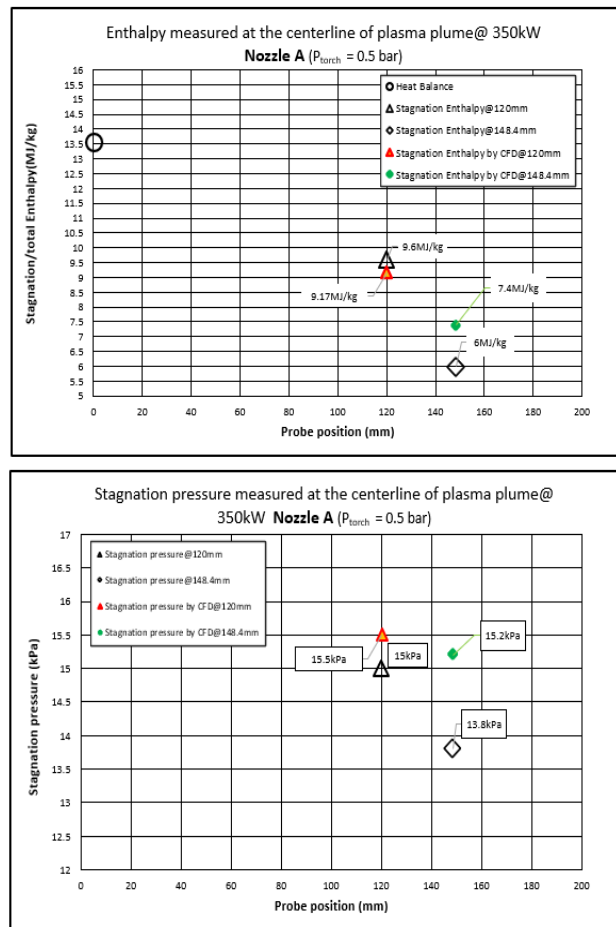 Enthalpy measured at the centerline of plasma plume@ 350kW
Nozzle A (Ptorch = 0.5 bar)
Stagnation/total Enthalpy(MJ/kg)
16
15.5
15
14.5
14
13.5
13
12.5
12
11.5
11
10.5
10
9.5
9
8.5
8
7.5
7
6.5
6
5.5
5
Heat Balance
Stagnation Enthalpy@120mm
Stagnation Enthalpy@148.4mm
Stagnation Enthalpy by CFD@120mm
Stagnation Enthalpy by CFD@148.4mm
9.6MJ/kg
9.17MJ/kg
7.4MJ/kg
6MJ/kg
0 20 40 60 80 100 120 140 160 180 200
Probe position (mm)
Stagnation pressure measured at the centerline of plasma plume@
350kW Nozzle A (Ptorch = 0.5 bar)
Stagnation pressure (kPa)
17
16.5
16
15.5
15
14.5
14
13.5
13
12.5
12
Stagnation pressure@120mm
Stagnation pressure@148.4mm
Stagnation pressure by CFD@120mm
Stagnation pressure by CFD@148.4mm
15.5kPa
15kPa
15.2kPa
13.8kPa
0 20 40 60 80 100 120 140 160 180 200
Probe position (mm)